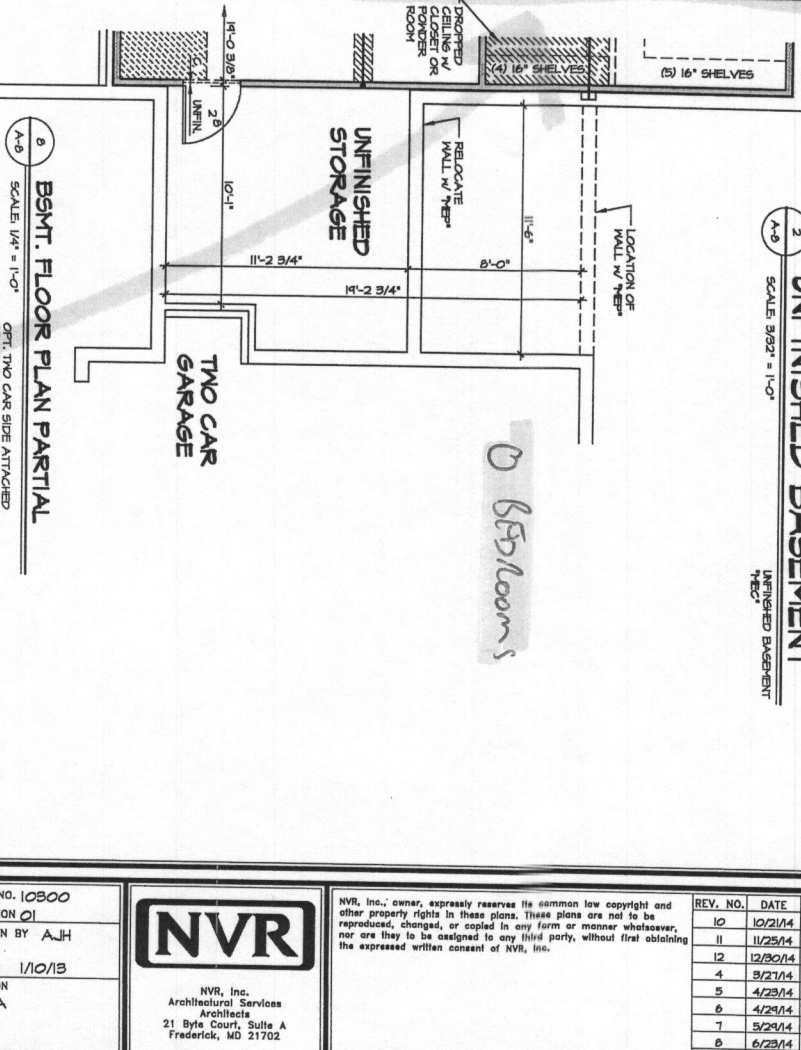 DROPPED
CEILING W/
CLOSET OR
POWDER
ROOM
(4) 16" SHELVES
(5) 16" SHELVES
19'-0 3/8"
UNFIN.
2⁸
UNFINISHED
STORAGE
RELOCATE
WALL W/ "MEP"
LOCATION OF
WALL W/ "MEP"
10'-1"
11'-6"
11'-2 3/4"
8'-0"
19'-2 3/4"
TWO CAR
GARAGE
8
A-8
BSMT. FLOOR PLAN PARTIAL
SCALE: 1/4" = 1'-0"
OPT. TWO CAR SIDE ATTACHED
2
A-8
UNFINISHED BASEMENT
SCALE: 3/32" = 1'-0"
UNFINSHED BASEMENT
"MEC"
0 BEDRooms
NO. 10300
ON 01
N BY AJH
1/10/13
ON
A
NVR
NVR, Inc.
Architectural Services
Architects
21 Byte Court, Suite A
Frederick, MD 21702
NVR, Inc., owner, expressly reserves its common law copyright and
other property rights in these plans. These plans are not to be
reproduced, changed, or copied in any form or manner whatsoever,
nor are they to be assigned to any third party, without first obtaining
the expressed written consent of NVR, Inc.
REV. NO. DATE
10 10/21/14
11 11/25/14
12 12/30/14
4 3/27/14
5 4/23/14
6 4/29/14
7 5/29/14
8 6/23/14